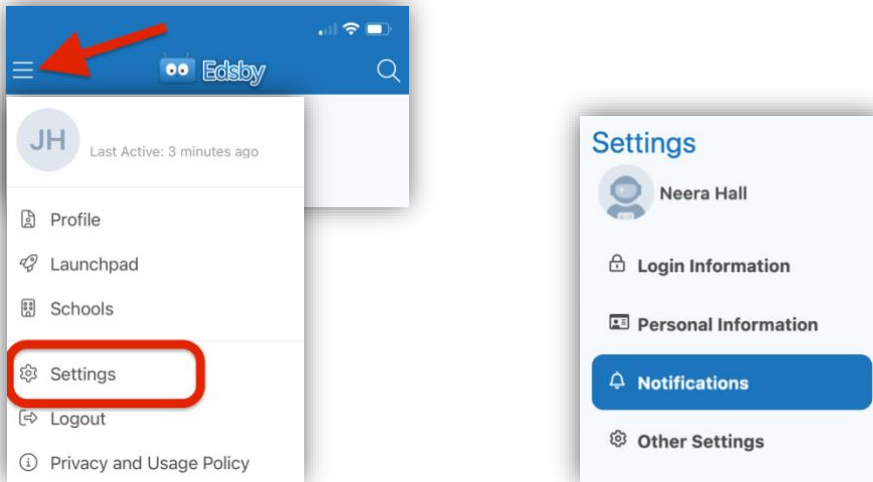 Edsby
JH
Last Active: 3 minutes ago
Profile
Launchpad
Schools
Settings
Logout
Privacy and Usage Policy
Settings
Neera Hall
Login Information
Personal Information
Notifications
Other Settings